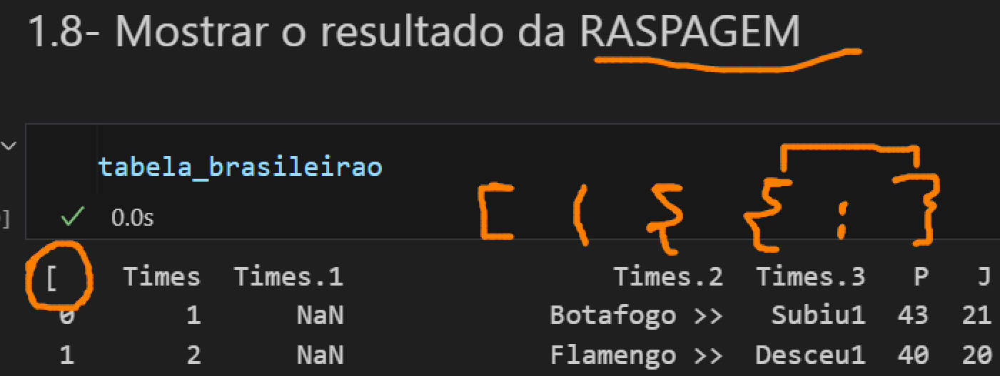 1.8- Mostrar o resultado da RASPAGEM
tabela_brasileirao
[ ( { { : }
] ✓ 0.0s
[ Times Times.1 Times.2 Times.3 P J
0 1 NaN Botafogo >> Subiu1 43 21
1 2 NaN Flamengo >> Desceu1 40 20